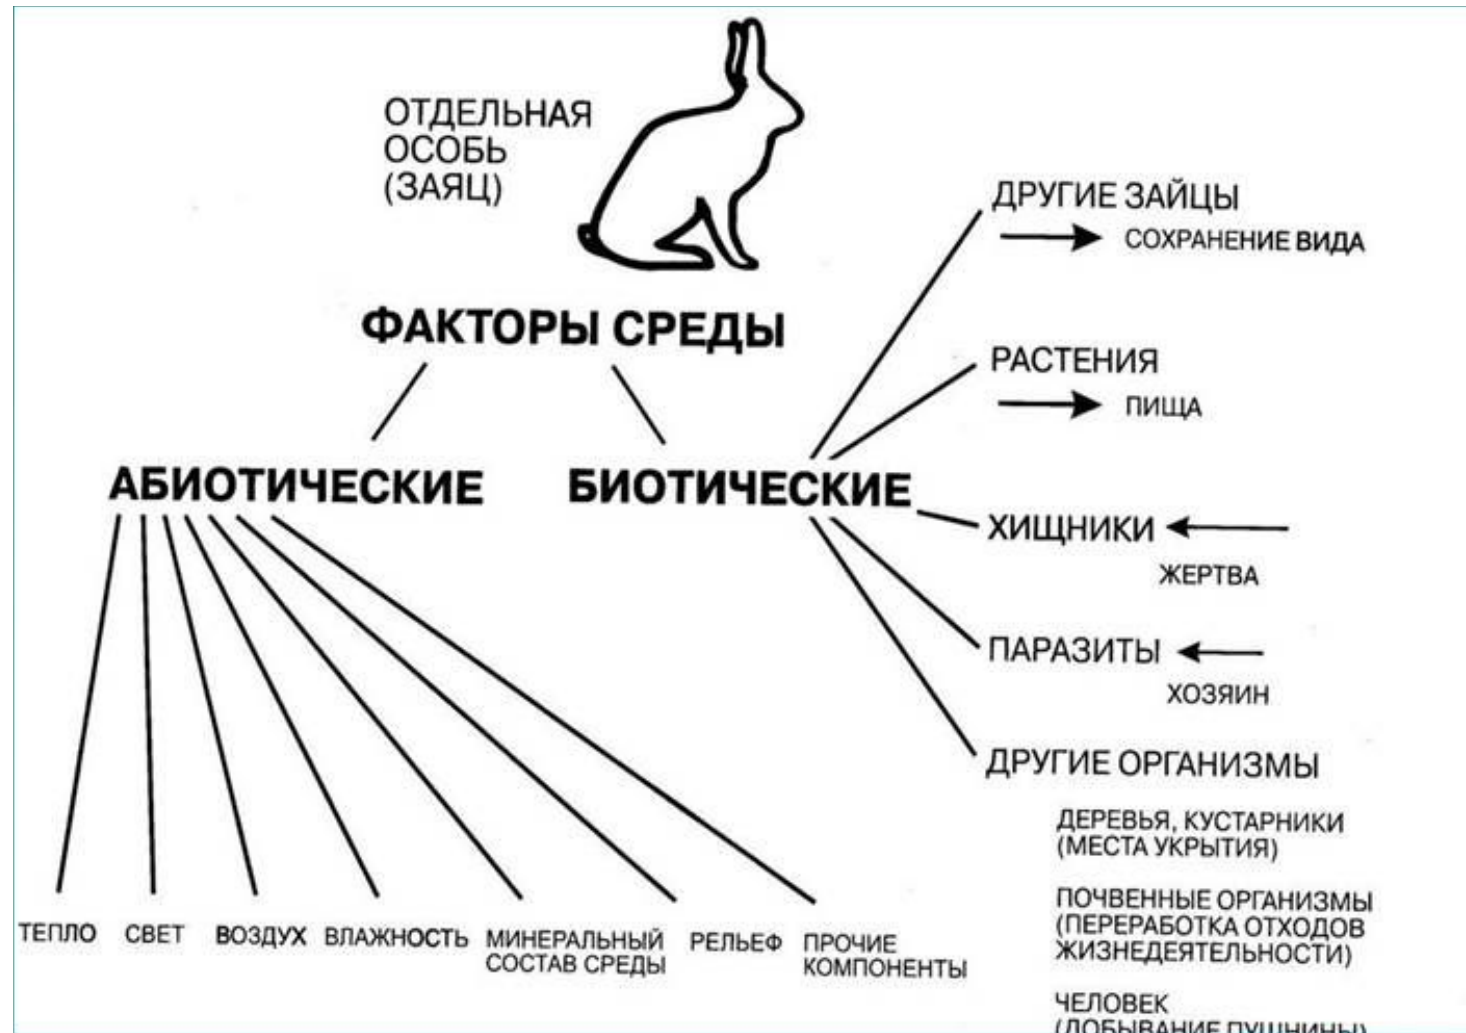 ОТДЕЛЬНАЯ
ОСОБЬ
(ЗАЯЦ)
ФАКТОРЫ СРЕДЫ
АБИОТИЧЕСКИЕ
БИОТИЧЕСКИЕ
ДРУГИЕ ЗАЙЦЫ
СОХРАНЕНИЕ ВИДА
РАСТЕНИЯ
ПИЩА
ХИЩНИКИ
ЖЕРТВА
ПАРАЗИТЫ
ХОЗЯИН
ДРУГИЕ ОРГАНИЗМЫ
ДЕРЕВЬЯ, КУСТАРНИКИ
(МЕСТА УКРЫТИЯ)
ПОЧВЕННЫЕ ОРГАНИЗМЫ
(ПЕРЕРАБОТКА ОТХОДОВ
ЖИЗНЕДЕЯТЕЛЬНОСТИ)
ЧЕЛОВЕК
(ДОБЫВАНИЕ ПУШНИНЫ)
ТЕПЛО
СВЕТ
ВОЗДУХ
ВЛАЖНОСТЬ
МИНЕРАЛЬНЫЙ
СОСТАВ СРЕДЫ
РЕЛЬЕФ
ПРОЧИЕ
КОМПОНЕНТЫ